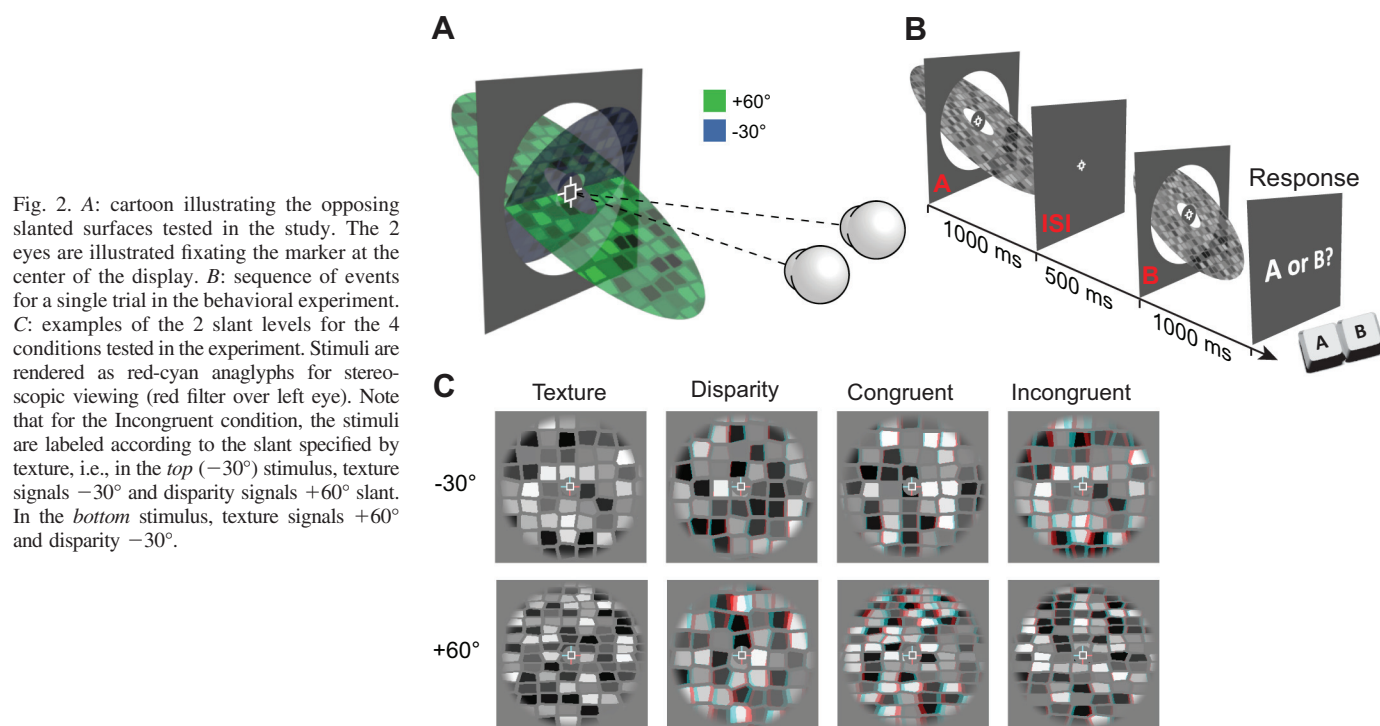 Fig. 2. A: cartoon illustrating the opposing
slanted surfaces tested in the study. The 2
eyes are illustrated fixating the marker at the
center of the display. B: sequence of events
for a single trial in the behavioral experiment.
C: examples of the 2 slant levels for the 4
conditions tested in the experiment. Stimuli are
rendered as red-cyan anaglyphs for stereo-
scopic viewing (red filter over left eye). Note
that for the Incongruent condition, the stimuli
are labeled according to the slant specified by
texture, i.e., in the top (−30°) stimulus, texture
signals −30° and disparity signals +60° slant.
In the bottom stimulus, texture signals +60°
and disparity −30°.
A
+60°
-30°
B
A
1000 ms
ISI
500 ms
B
1000 ms
Response
A or B?
A B
C
Texture Disparity Congruent Incongruent
-30°
+60°